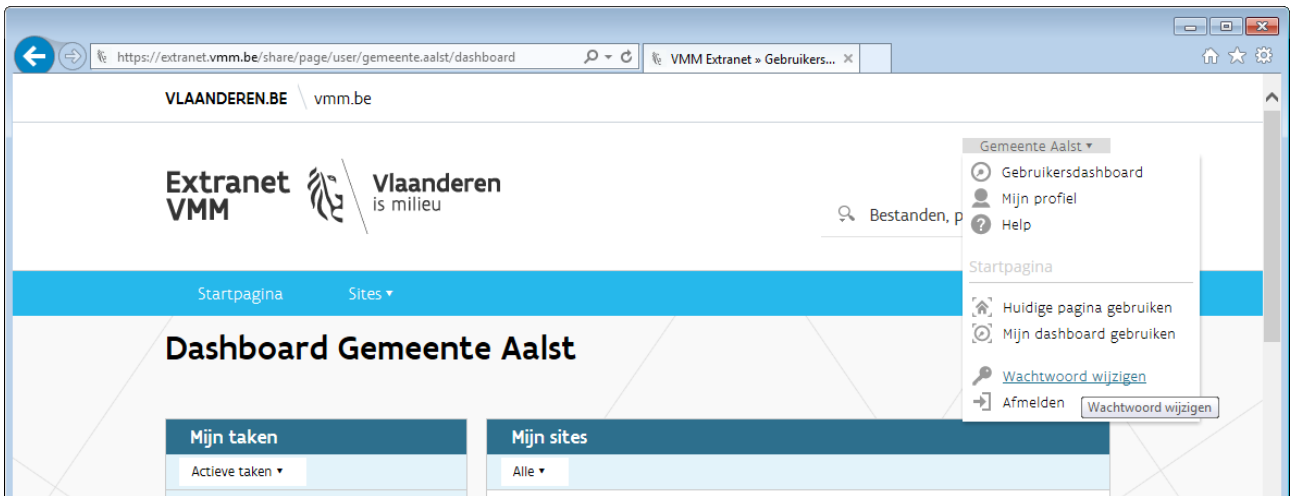 https://extranet.vmm.be/share/page/user/gemeente.aalst/dashboard
VMM Extranet » Gebruikers...
VLAANDEREN.BE vmm.be
Gemeente Aalst ▾
Gebruikersdashboard
Mijn profiel
Help
Startpagina
Huidige pagina gebruiken
Mijn dashboard gebruiken
Wachtwoord wijzigen
Afmelden
Wachtwoord wijzigen
Extranet
VMM
Vlaanderen
is milieu
Bestanden, p
Startpagina Sites ▾
Dashboard Gemeente Aalst
Mijn taken
Actieve taken ▾
Mijn sites
Alle ▾